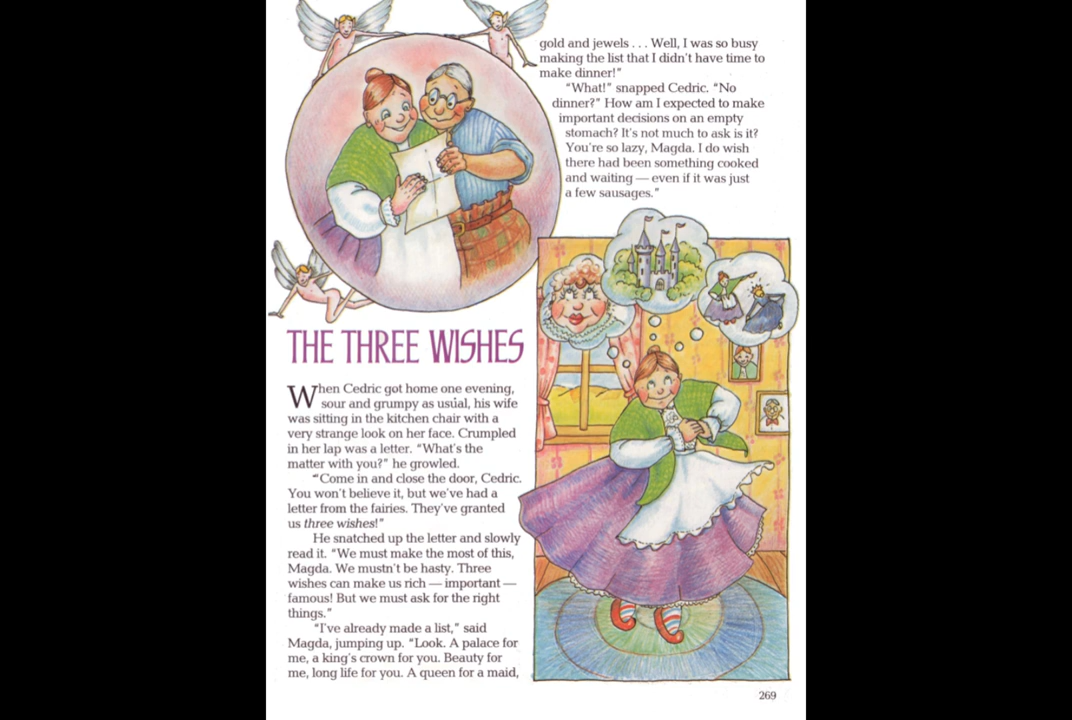 THE THREE WISHES
When Cedric got home one evening,
sour and grumpy as usual, his wife
was sitting in the kitchen chair with a
very strange look on her face. Crumpled
in her lap was a letter. “What’s the
matter with you?” he growled.
“Come in and close the door, Cedric.
You won’t believe it, but we’ve had a
letter from the fairies. They’ve granted
us three wishes!”
He snatched up the letter and slowly
read it. “We must make the most of this,
Magda. We mustn’t be hasty. Three
wishes can make us rich — important —
famous! But we must ask for the right
things.”
“I’ve already made a list,” said
Magda, jumping up. “Look. A palace for
me, a king’s crown for you. Beauty for
me, long life for you. A queen for a maid,
gold and jewels . . . Well, I was so busy
making the list that I didn’t have time to
make dinner!”
“What!” snapped Cedric. “No
dinner?” How am I expected to make
important decisions on an empty
stomach? It’s not much to ask is it?
You’re so lazy, Magda. I do wish
there had been something cooked
and waiting — even if it was just
a few sausages.”
269